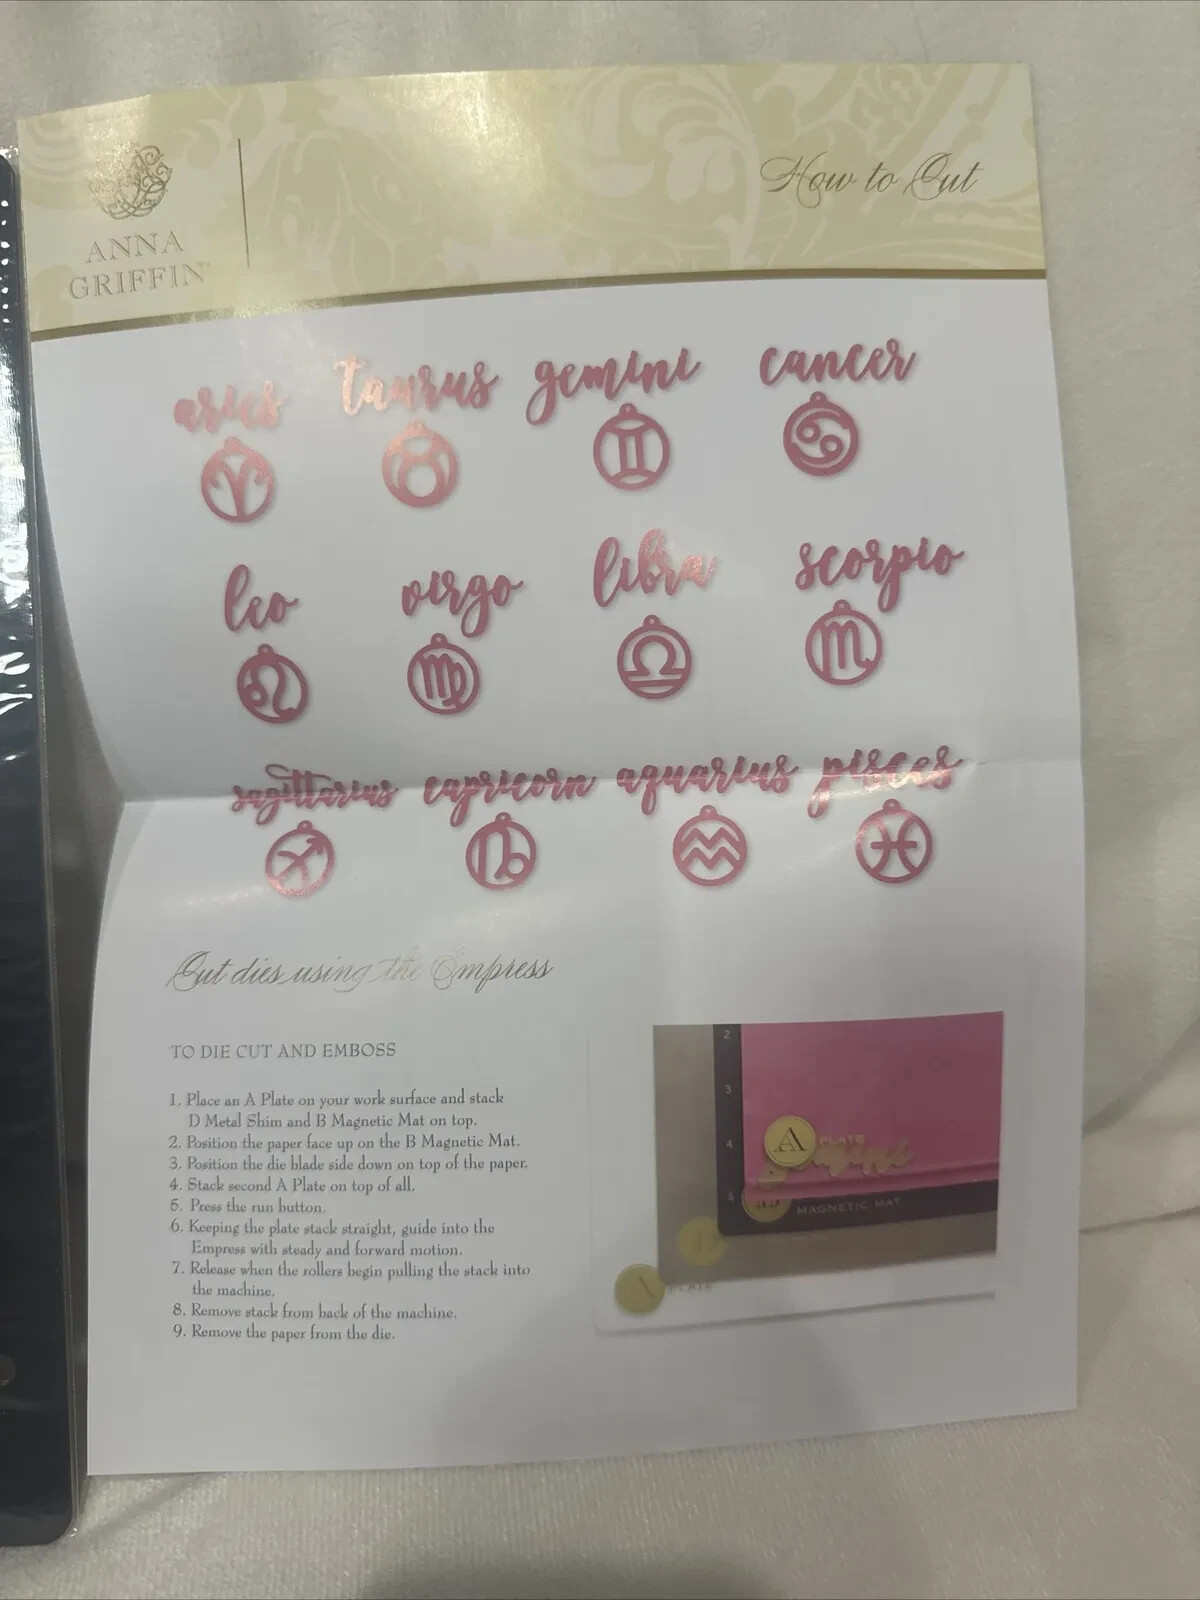 ANNA
GRIFFIN
How to Cut
aries taurus gemini cancer
leo virgo libra scorpio
sagittarius capricorn aquarius pisces
Cut dies using the Empress
TO DIE CUT AND EMBOSS
1. Place an A Plate on your work surface and stack
D Metal Shim and B Magnetic Mat on top.
2. Position the paper face up on the B Magnetic Mat.
3. Position the die blade side down on top of the paper.
4. Stack second A Plate on top of all.
5. Press the run button.
6. Keeping the plate stack straight, guide into the
Empress with steady and forward motion.
7. Release when the rollers begin pulling the stack into
the machine.
8. Remove stack from back of the machine.
9. Remove the paper from the die.
2
3
4
5
A PLATE
gemini
MAGNETIC MAT
A PLATE